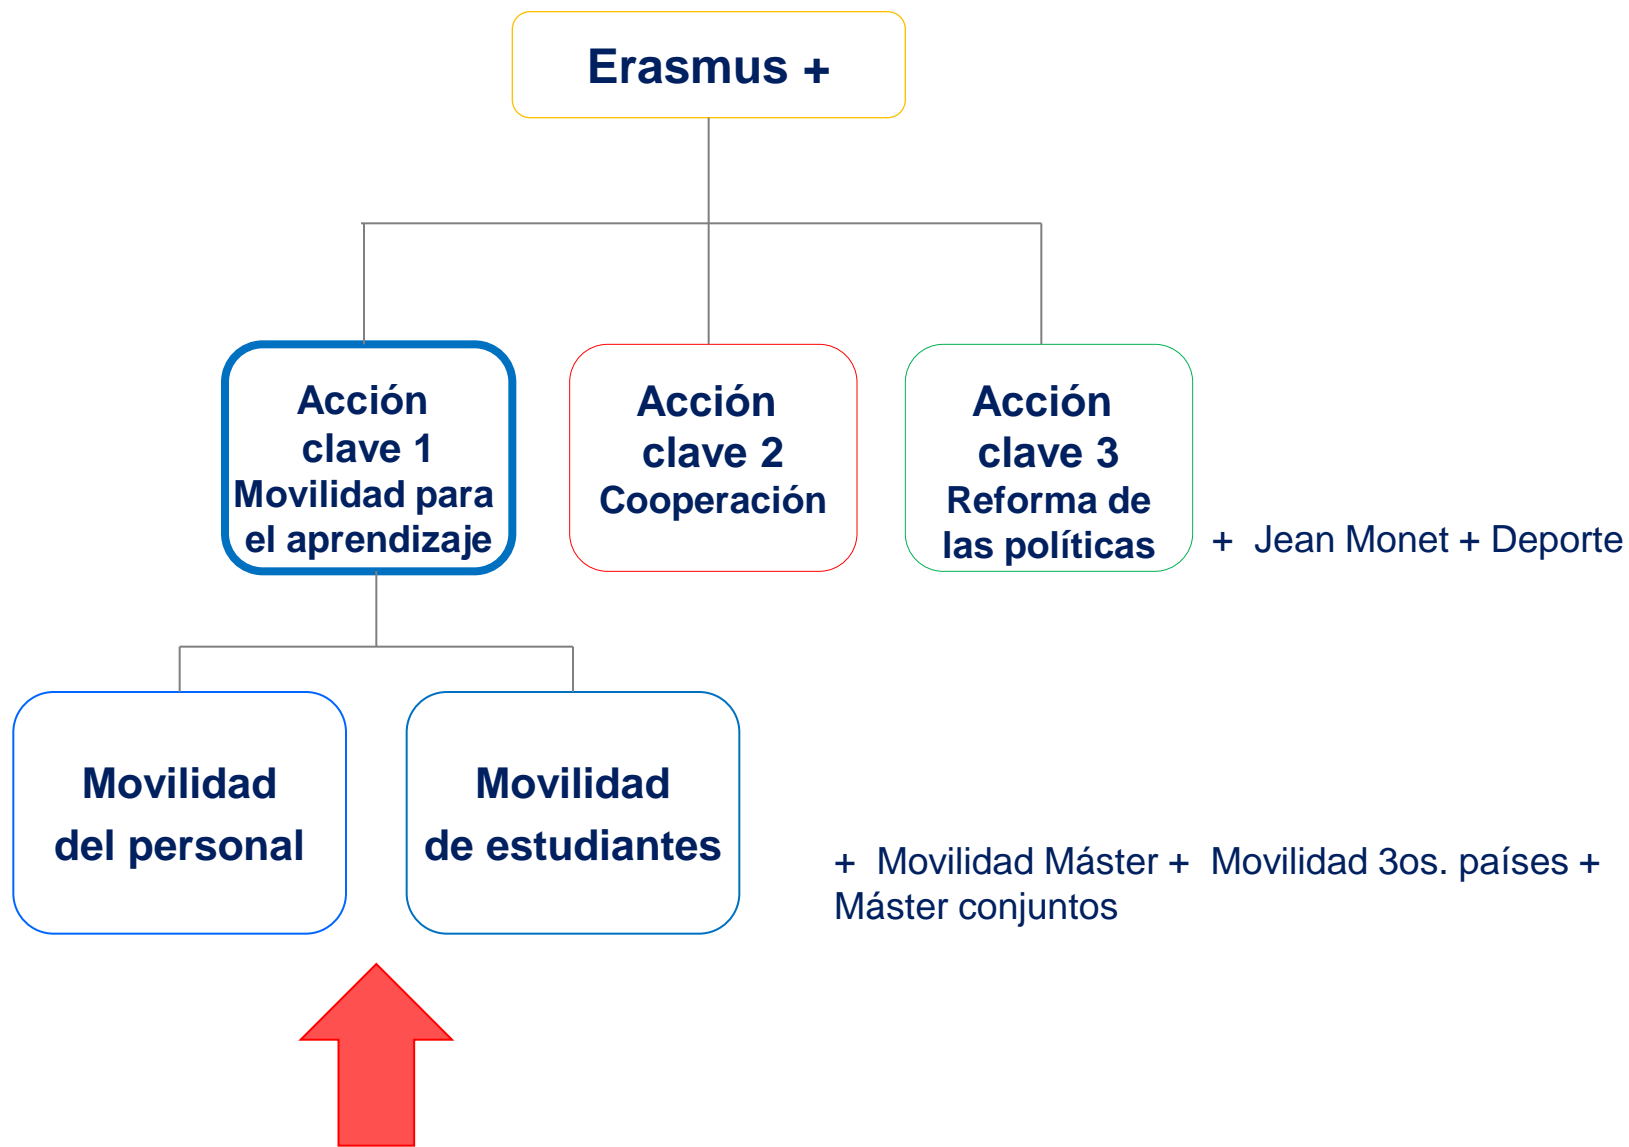 Erasmus +
Acción
clave 1
Movilidad para
el aprendizaje
Acción
clave 2
Cooperación
Acción
clave 3
Reforma de
las políticas
+ Jean Monet + Deporte
Movilidad
del personal
Movilidad
de estudiantes
+ Movilidad Máster + Movilidad 3os. países +
Máster conjuntos